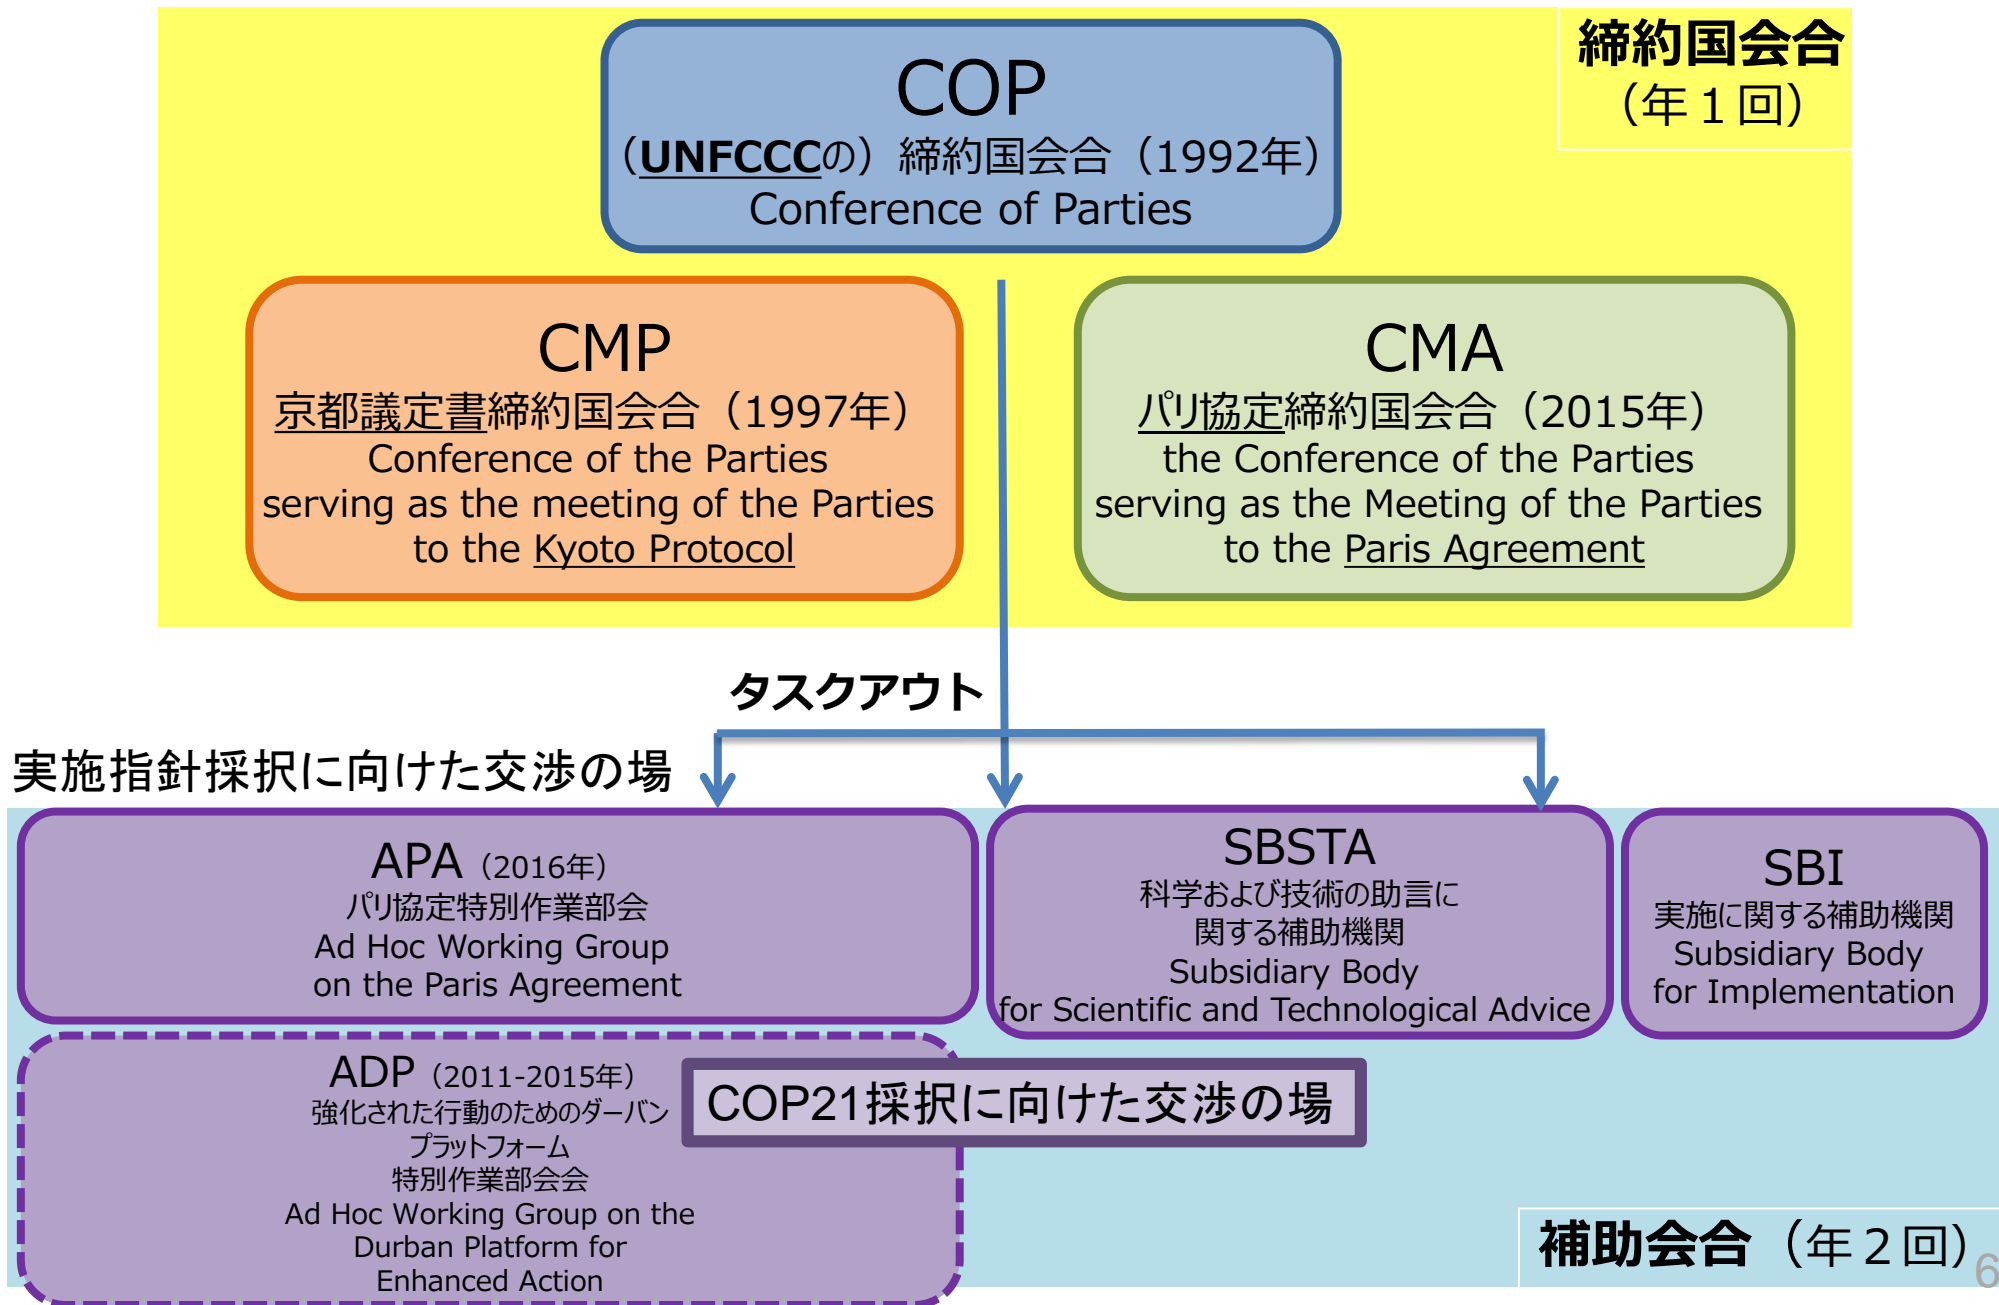 締約国会合
（年１回）
COP
（UNFCCCの）締約国会合（1992年）
Conference of Parties
CMP
京都議定書締約国会合（1997年）
Conference of the Parties
serving as the meeting of the Parties
to the Kyoto Protocol
CMA
パリ協定締約国会合（2015年）
the Conference of the Parties
serving as the Meeting of the Parties
to the Paris Agreement
タスクアウト
実施指針採択に向けた交渉の場
APA（2016年）
パリ協定特別作業部会
Ad Hoc Working Group
on the Paris Agreement
SBSTA
科学および技術の助言に
関する補助機関
Subsidiary Body
for Scientific and Technological Advice
SBI
実施に関する補助機関
Subsidiary Body
for Implementation
ADP（2011-2015年）
強化された行動のためのダーバン
プラットフォーム
特別作業部会会
Ad Hoc Working Group on the
Durban Platform for
Enhanced Action
COP21採択に向けた交渉の場
補助会合（年２回）
6